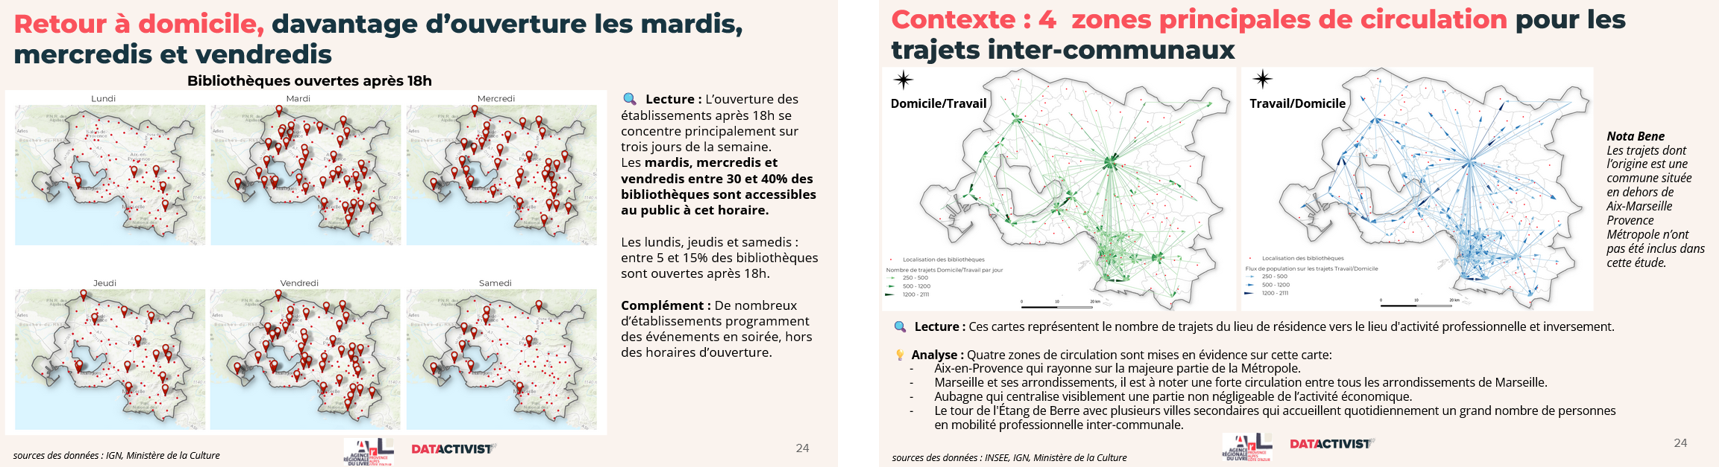 Retour à domicile, davantage d’ouverture les mardis,
mercredis et vendredis
Bibliothèques ouvertes après 18h
Lundi
Mardi
Mercredi
Jeudi
Vendredi
Samedi
Lecture : L’ouverture des
établissements après 18h se
concentre principalement sur
trois jours de la semaine.
Les mardis, mercredis et
vendredis entre 30 et 40% des
bibliothèques sont accessibles
au public à cet horaire.
Les lundis, jeudis et samedis :
entre 5 et 15% des bibliothèques
sont ouvertes après 18h.
Complément : De nombreux
d’établissements programment
des événements en soirée, hors
des horaires d’ouverture.
sources des données : IGN, Ministère de la Culture
AGENCE
RÉGIONALE
DU LIVRE
DATACTIVIST
24
Contexte : 4 zones principales de circulation pour les
trajets inter-communaux
Domicile/Travail
Localisation des bibliothèques
Nombre de trajets Domicile/Travail par jour
250 - 500
500 - 1200
1200 - 2111
Travail/Domicile
Localisation des bibliothèques
Flux de population sur les trajets Travail/Domicile
250 - 500
500 - 1200
1200 - 2111
Nota Bene
Les trajets dont
l’origine est une
commune située
en dehors de
Aix-Marseille
Provence
Métropole n’ont
pas été inclus dans
cette étude.
Lecture : Ces cartes représentent le nombre de trajets du lieu de résidence vers le lieu d'activité professionnelle et inversement.
Analyse : Quatre zones de circulation sont mises en évidence sur cette carte:
- Aix-en-Provence qui rayonne sur la majeure partie de la Métropole.
- Marseille et ses arrondissements, il est à noter une forte circulation entre tous les arrondissements de Marseille.
- Aubagne qui centralise visiblement une partie non négligeable de l’activité économique.
- Le tour de l'Étang de Berre avec plusieurs villes secondaires qui accueillent quotidiennement un grand nombre de personnes
en mobilité professionnelle inter-communale.
sources des données : INSEE, IGN, Ministère de la Culture
AGENCE
RÉGIONALE
DU LIVRE
DATACTIVIST
24